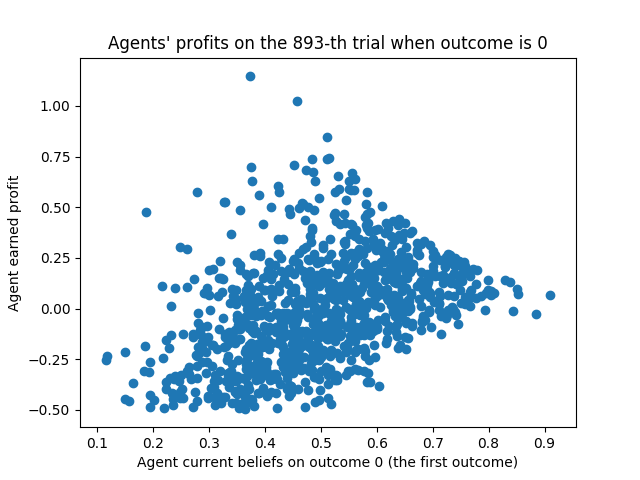 Agents' profits on the 893-th trial when outcome is 0
Agent earned profit
1.00
0.75
0.50
0.25
0.00
−0.25
−0.50
0.1 0.2 0.3 0.4 0.5 0.6 0.7 0.8 0.9
Agent current beliefs on outcome 0 (the first outcome)